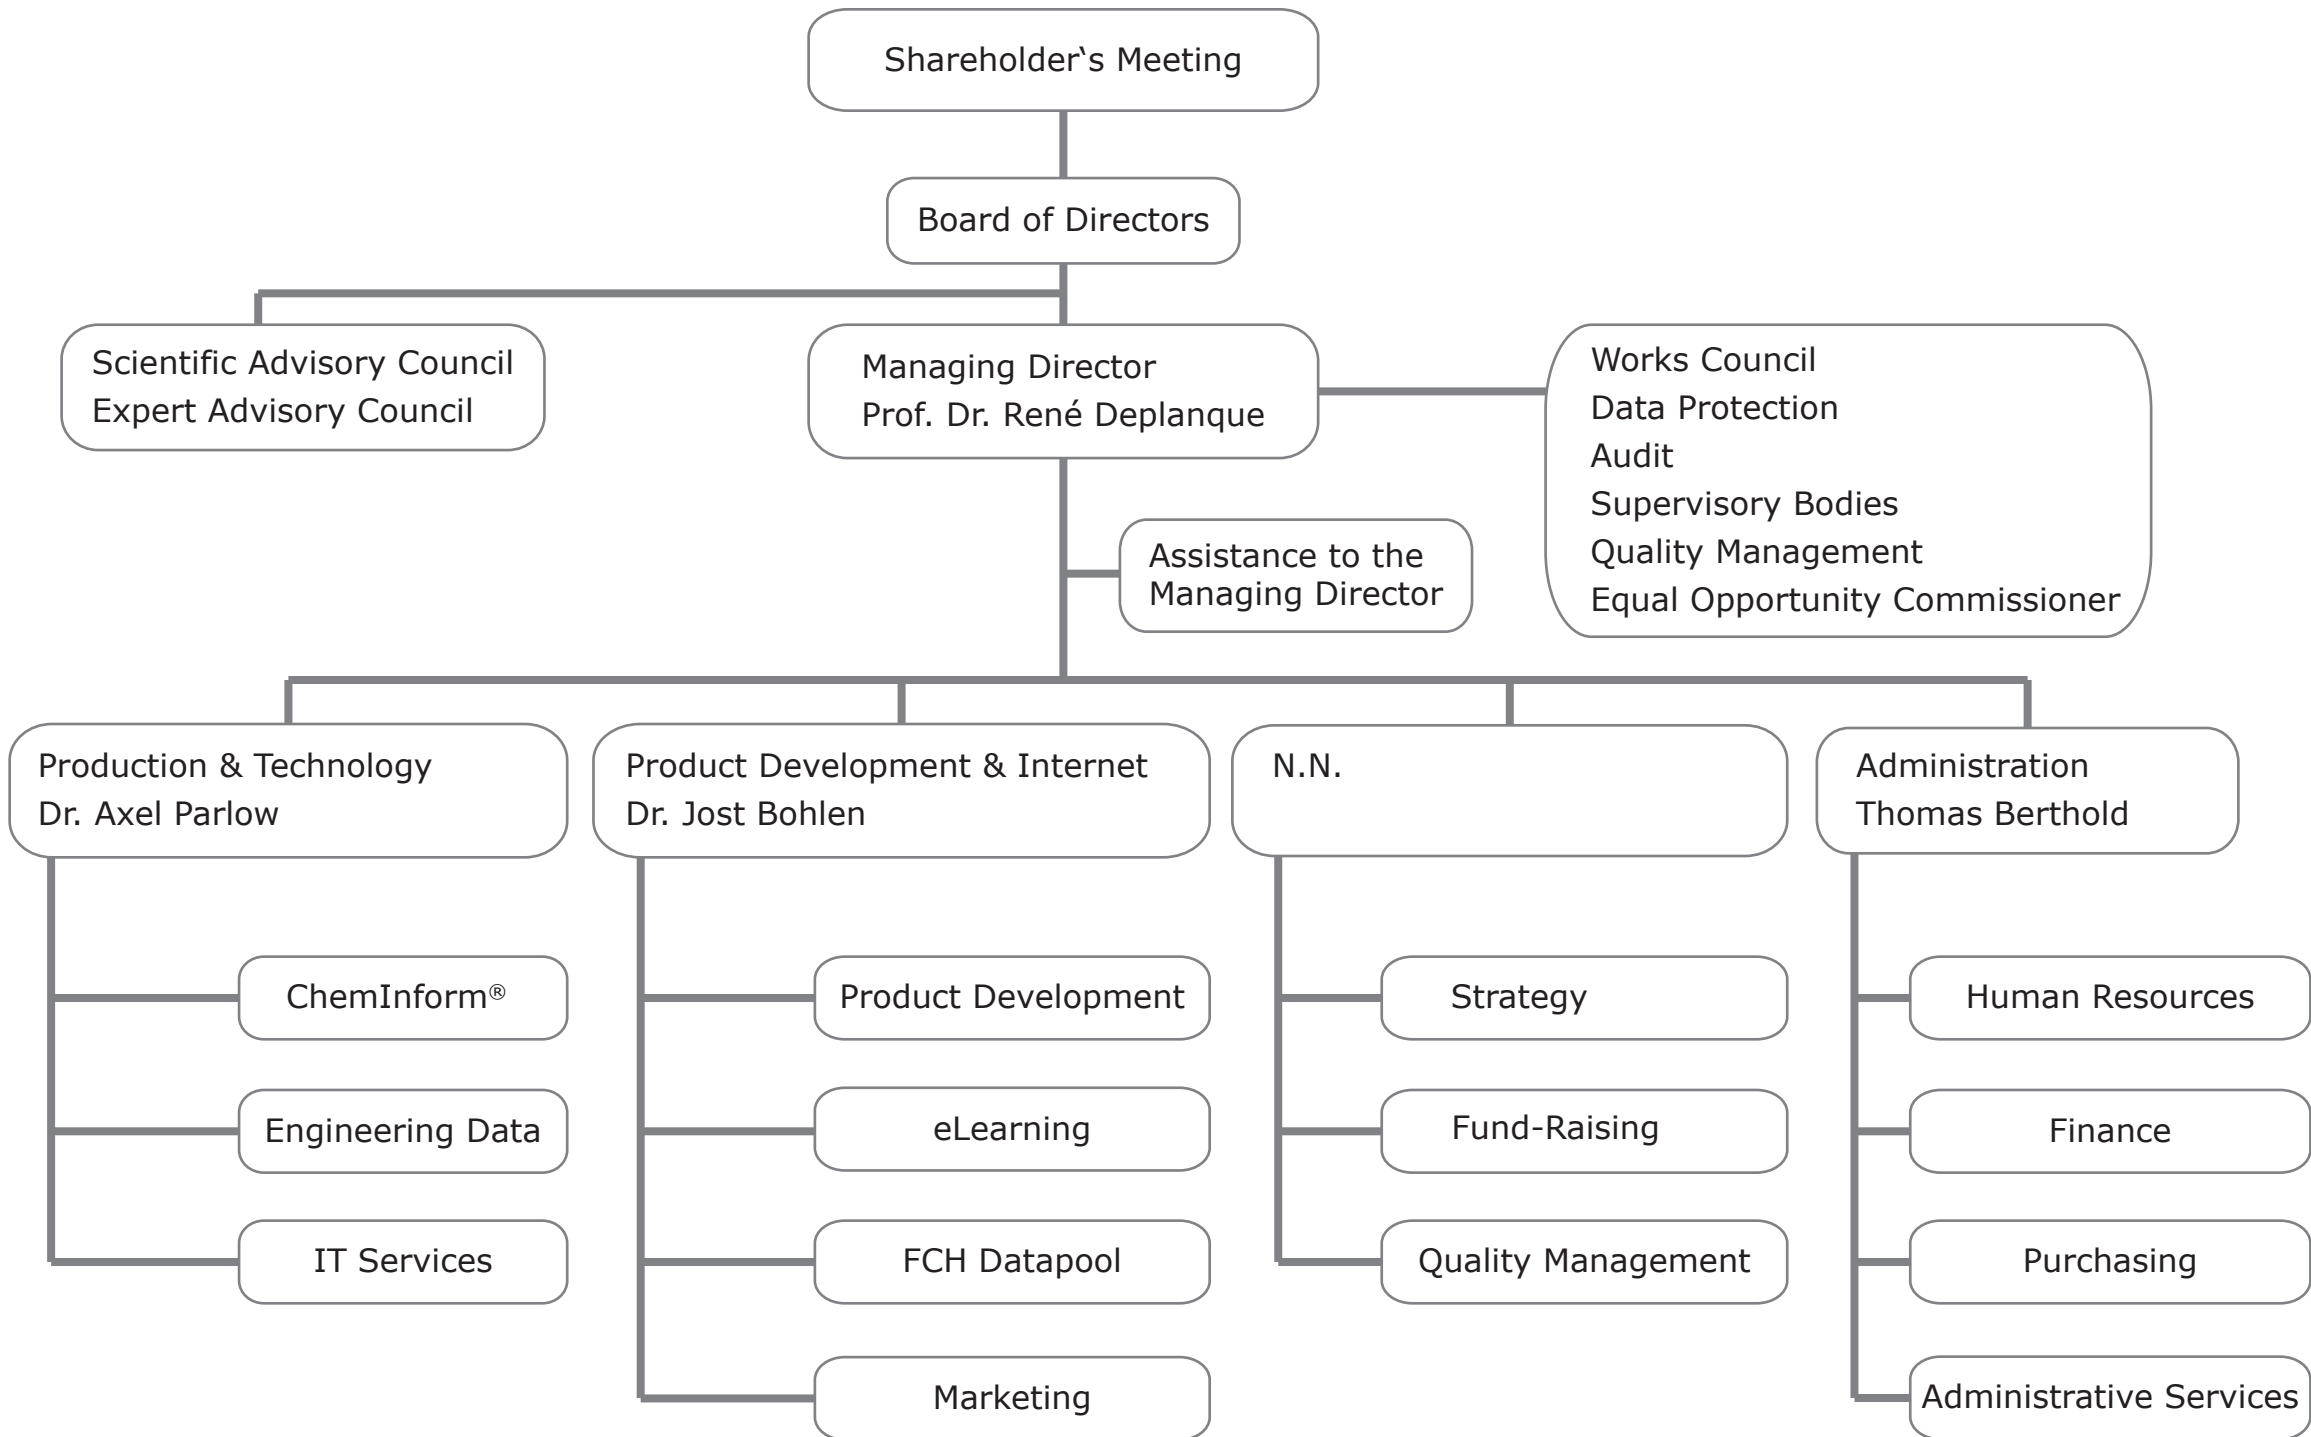 Shareholder‘s Meeting
Board of Directors
Scientific Advisory Council
Expert Advisory Council
Managing Director
Prof. Dr. René Deplanque
Works Council
Data Protection
Audit
Supervisory Bodies
Quality Management
Equal Opportunity Commissioner
Assistance to the
Managing Director
Production & Technology
Dr. Axel Parlow
Product Development & Internet
Dr. Jost Bohlen
N.N.
Administration
Thomas Berthold
ChemInform®
Engineering Data
IT Services
Product Development
eLearning
FCH Datapool
Marketing
Strategy
Fund-Raising
Quality Management
Human Resources
Finance
Purchasing
Administrative Services